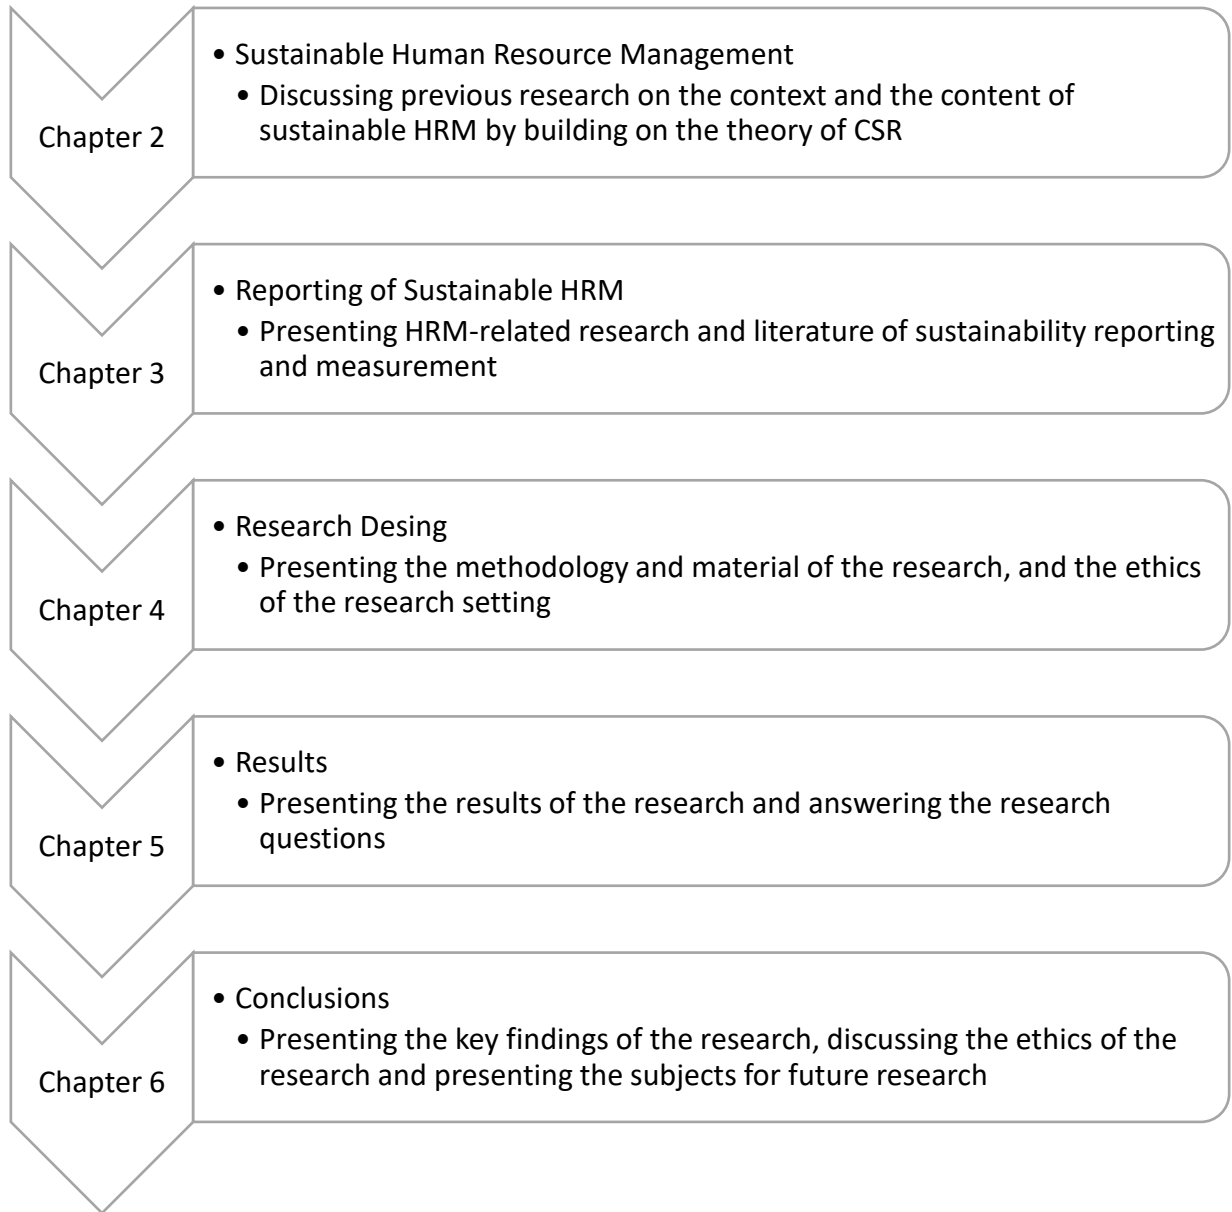 Chapter 2
• Sustainable Human Resource Management
• Discussing previous research on the context and the content of
sustainable HRM by building on the theory of CSR
Chapter 3
• Reporting of Sustainable HRM
• Presenting HRM-related research and literature of sustainability reporting
and measurement
Chapter 4
• Research Desing
• Presenting the methodology and material of the research, and the ethics
of the research setting
Chapter 5
• Results
• Presenting the results of the research and answering the research
questions
Chapter 6
• Conclusions
• Presenting the key findings of the research, discussing the ethics of the
research and presenting the subjects for future research